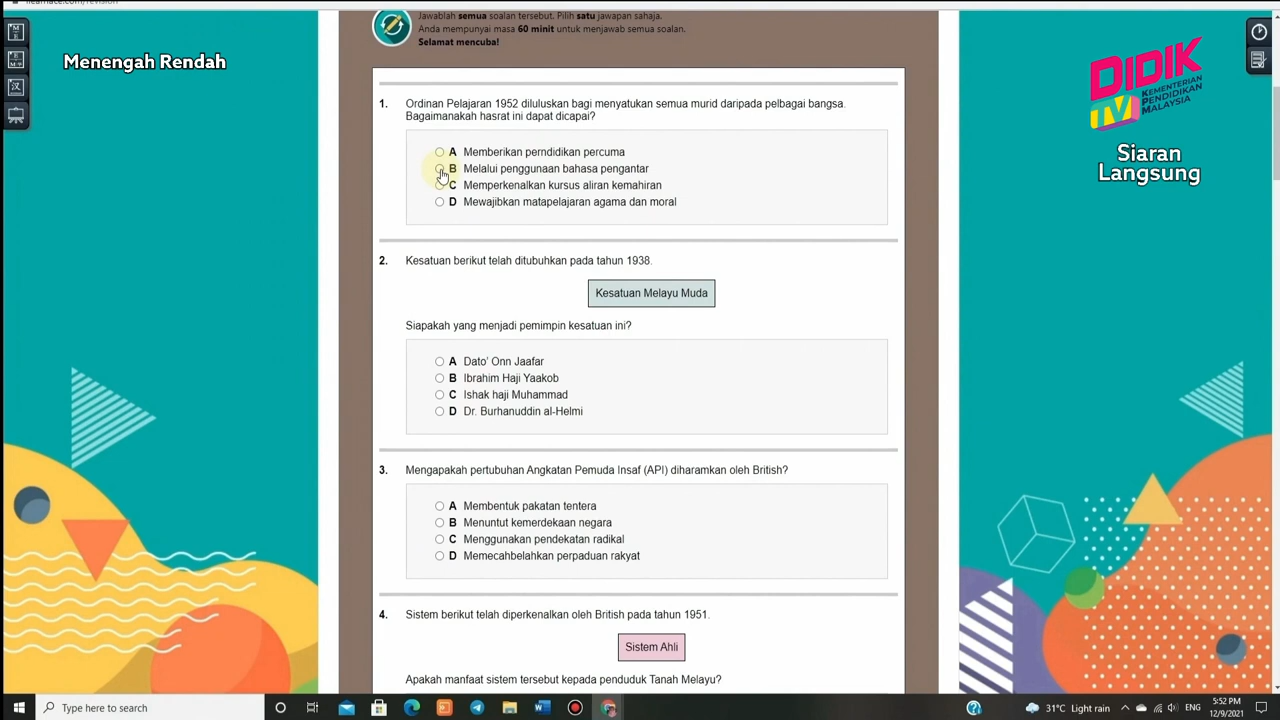 Menengah Rendah
Jawablah semua soalan tersebut. Pilih satu jawapan sahaja.
Anda mempunyai masa 60 minit untuk menjawab semua soalan.
Selamat mencuba!
1. Ordinan Pelajaran 1952 diluluskan bagi menyatukan semua murid daripada pelbagai bangsa.
Bagaimanakah hasrat ini dapat dicapai?
A Memberikan perndidikan percuma
B Melalui penggunaan bahasa pengantar
C Memperkenalkan kursus aliran kemahiran
D Mewajibkan matapelajaran agama dan moral
2. Kesatuan berikut telah ditubuhkan pada tahun 1938.
Kesatuan Melayu Muda
Siapakah yang menjadi pemimpin kesatuan ini?
A Dato' Onn Jaafar
B Ibrahim Haji Yaakob
C Ishak haji Muhammad
D Dr. Burhanuddin al-Helmi
3. Mengapakah pertubuhan Angkatan Pemuda Insaf (API) diharamkan oleh British?
A Membentuk pakatan tentera
B Menuntut kemerdekaan negara
C Menggunakan pendekatan radikal
D Memecahbelahkan perpaduan rakyat
4. Sistem berikut telah diperkenalkan oleh British pada tahun 1951.
Sistem Ahli
Apakah manfaat sistem tersebut kepada penduduk Tanah Melayu?
DIDIK
TV
KEMENTERIAN
PENDIDIKAN
MALAYSIA
Siaran
Langsung
Type here to search
31°C Light rain
ENG
5:52 PM
12/9/2021